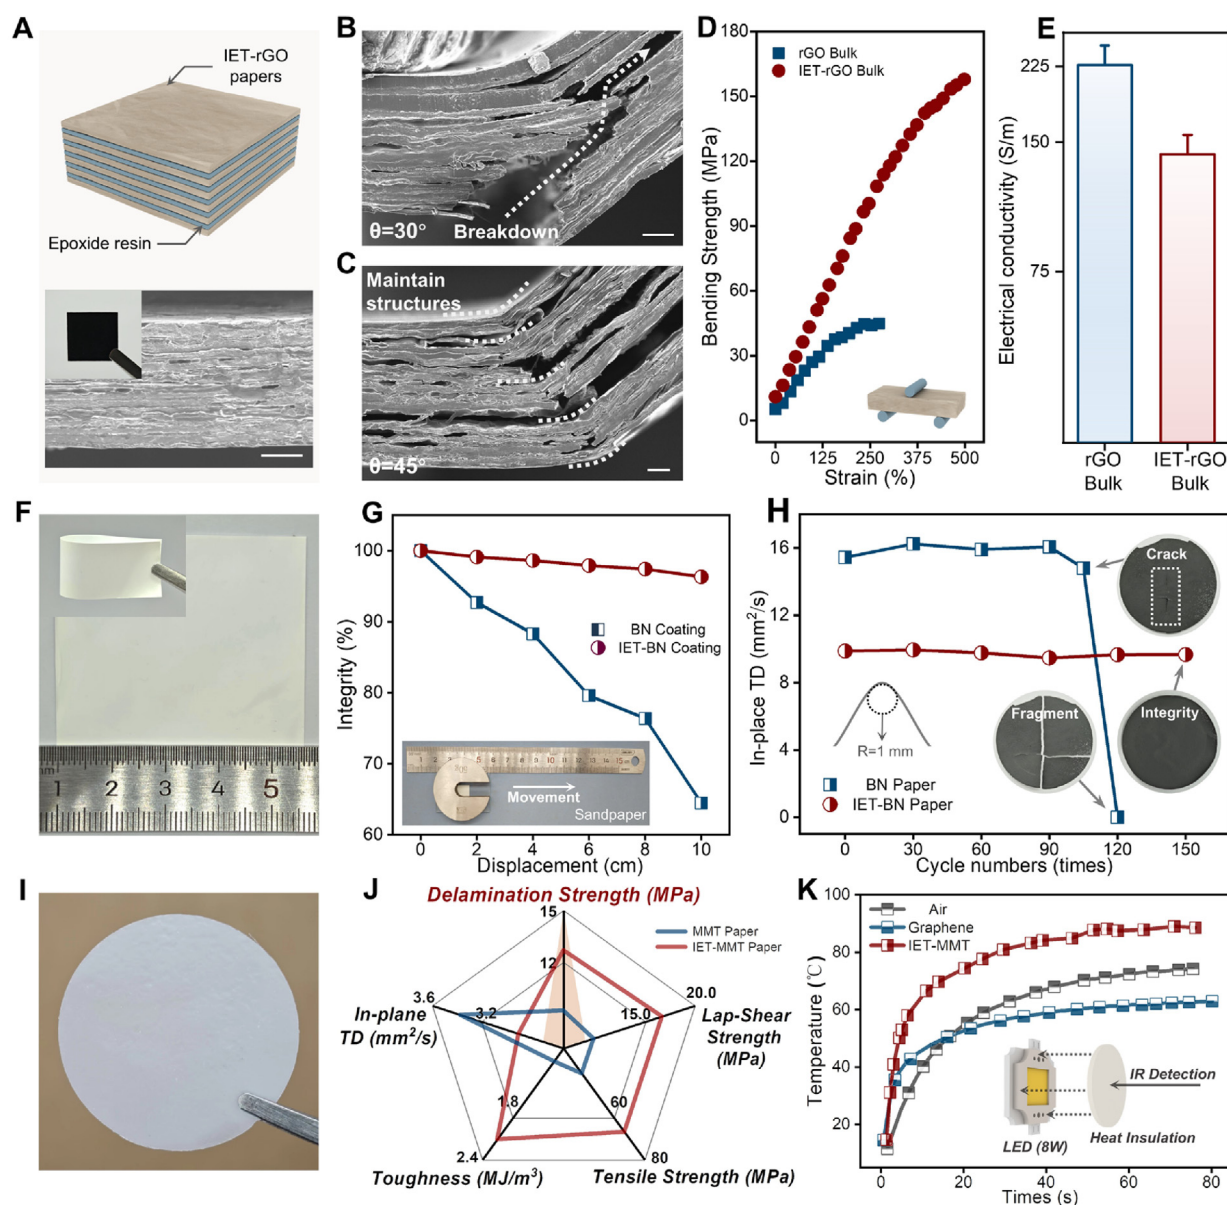 A
IET-rGO
papers
Epoxide resin
B
θ=30°
Breakdown
C
Maintain
structures
θ=45°
D
rGO Bulk
IET-rGO Bulk
Bending Strength (MPa)
180
150
120
90
60
30
0
0
125
250
375
500
Strain (%)
E
Electrical conductivity (S/m)
225
150
75
rGO
Bulk
IET-rGO
Bulk
F
1
2
3
4
5
G
Integrity (%)
100
90
80
70
60
BN Coating
IET-BN Coating
Movement
Sandpaper
0
2
4
6
8
10
Displacement (cm)
H
In-place TD (mm²/s)
16
12
8
4
0
Crack
Fragment
Integrity
R=1 mm
BN Paper
IET-BN Paper
0
30
60
90
120
150
Cycle numbers (times)
I
J
Delamination Strength (MPa)
15
12
MMT Paper
IET-MMT Paper
3.6
3.2
In-plane
TD (mm²/s)
20.0
15.0
Lap-Shear
Strength
(MPa)
1.8
2.4
Toughness (MJ/m³)
60
80
Tensile Strength (MPa)
K
Temperature (℃)
100
80
60
40
20
Air
Graphene
IET-MMT
IR Detection
LED (8W)
Heat Insulation
0
20
40
60
80
Times (s)